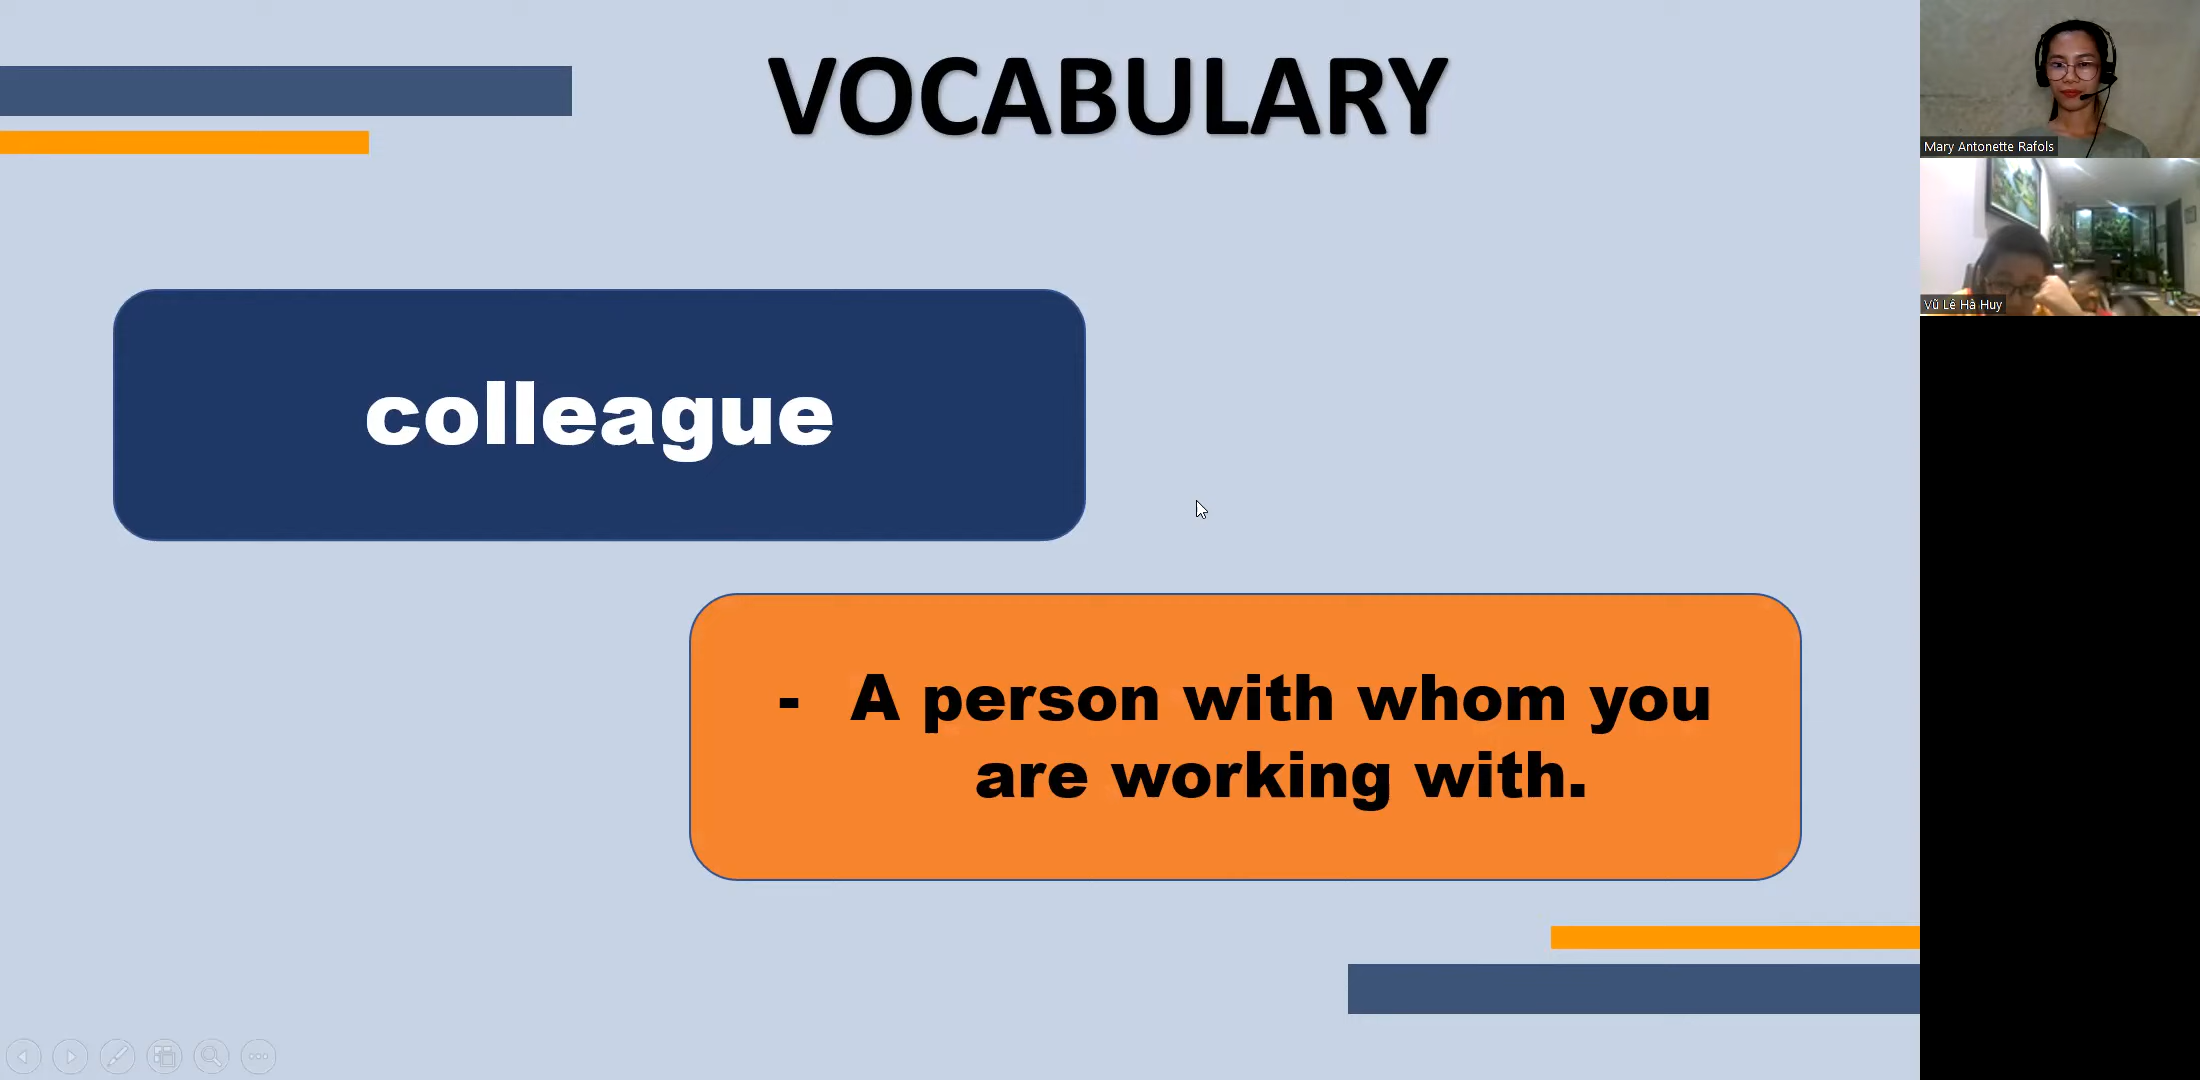 VOCABULARY
colleague
- A person with whom you
are working with.
Mary Antonette Rafols
Vũ Lê Hà Huy